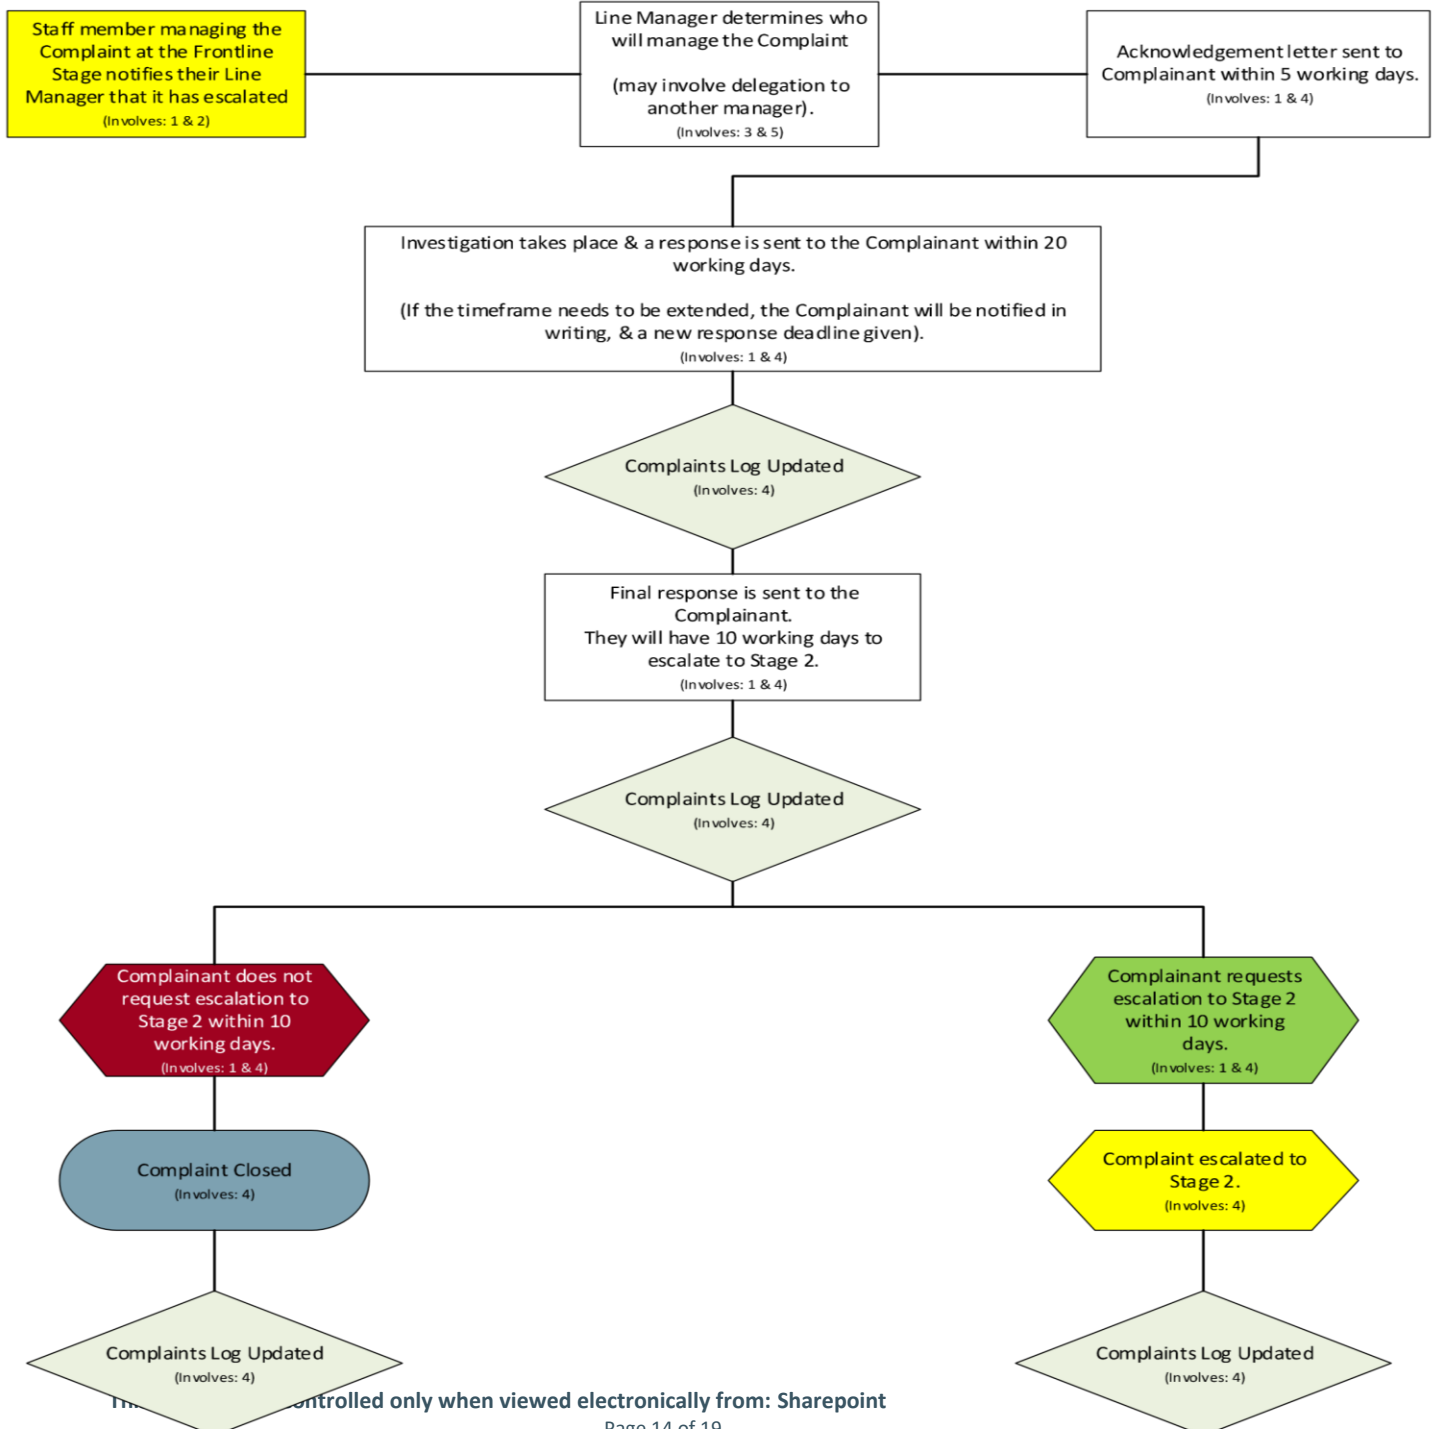 Staff member managing the
Complaint at the Frontline
Stage notifies their Line
Manager that it has escalated
(Involves: 1 & 2)
Line Manager determines who
will manage the Complaint
(may involve delegation to
another manager).
(Involves: 3 & 5)
Acknowledgement letter sent to
Complainant within 5 working days.
(Involves: 1 & 4)
Investigation takes place & a response is sent to the Complainant within 20
working days.
(If the timeframe needs to be extended, the Complainant will be notified in
writing, & a new response deadline given).
(Involves: 1 & 4)
Complaints Log Updated
(Involves: 4)
Final response is sent to the
Complainant.
They will have 10 working days to
escalate to Stage 2.
(Involves: 1 & 4)
Complaints Log Updated
(Involves: 4)
Complainant does not
request escalation to
Stage 2 within 10
working days.
(Involves: 1 & 4)
Complainant requests
escalation to Stage 2
within 10 working
days.
(Involves: 1 & 4)
Complaint Closed
(Involves: 4)
Complaint escalated to
Stage 2.
(Involves: 4)
Complaints Log Updated
(Involves: 4)
Complaints Log Updated
(Involves: 4)
only when viewed electronically from: Sharepoint
Page 14 of 19